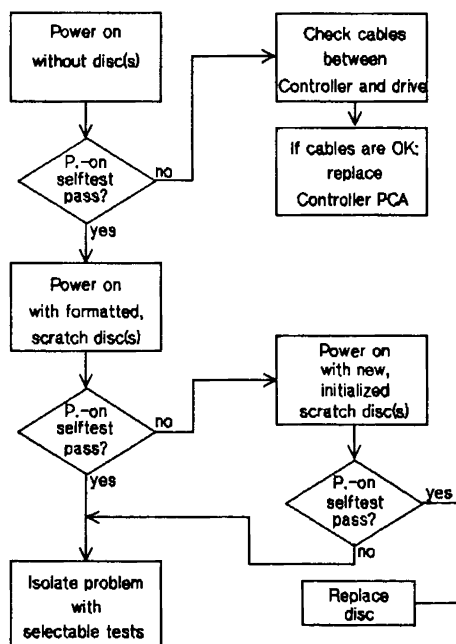 Power on
without disc(s)
Check cables
between
Controller and drive
P.-on
selftest
pass?
no
yes
If cables are OK;
replace
Controller PCA
Power on
with formatted,
scratch disc(s)
P.-on
selftest
pass?
no
yes
Power on
with new,
initialized
scratch disc(s)
P.-on
selftest
pass?
yes
no
Isolate problem
with
selectable tests
Replace
disc